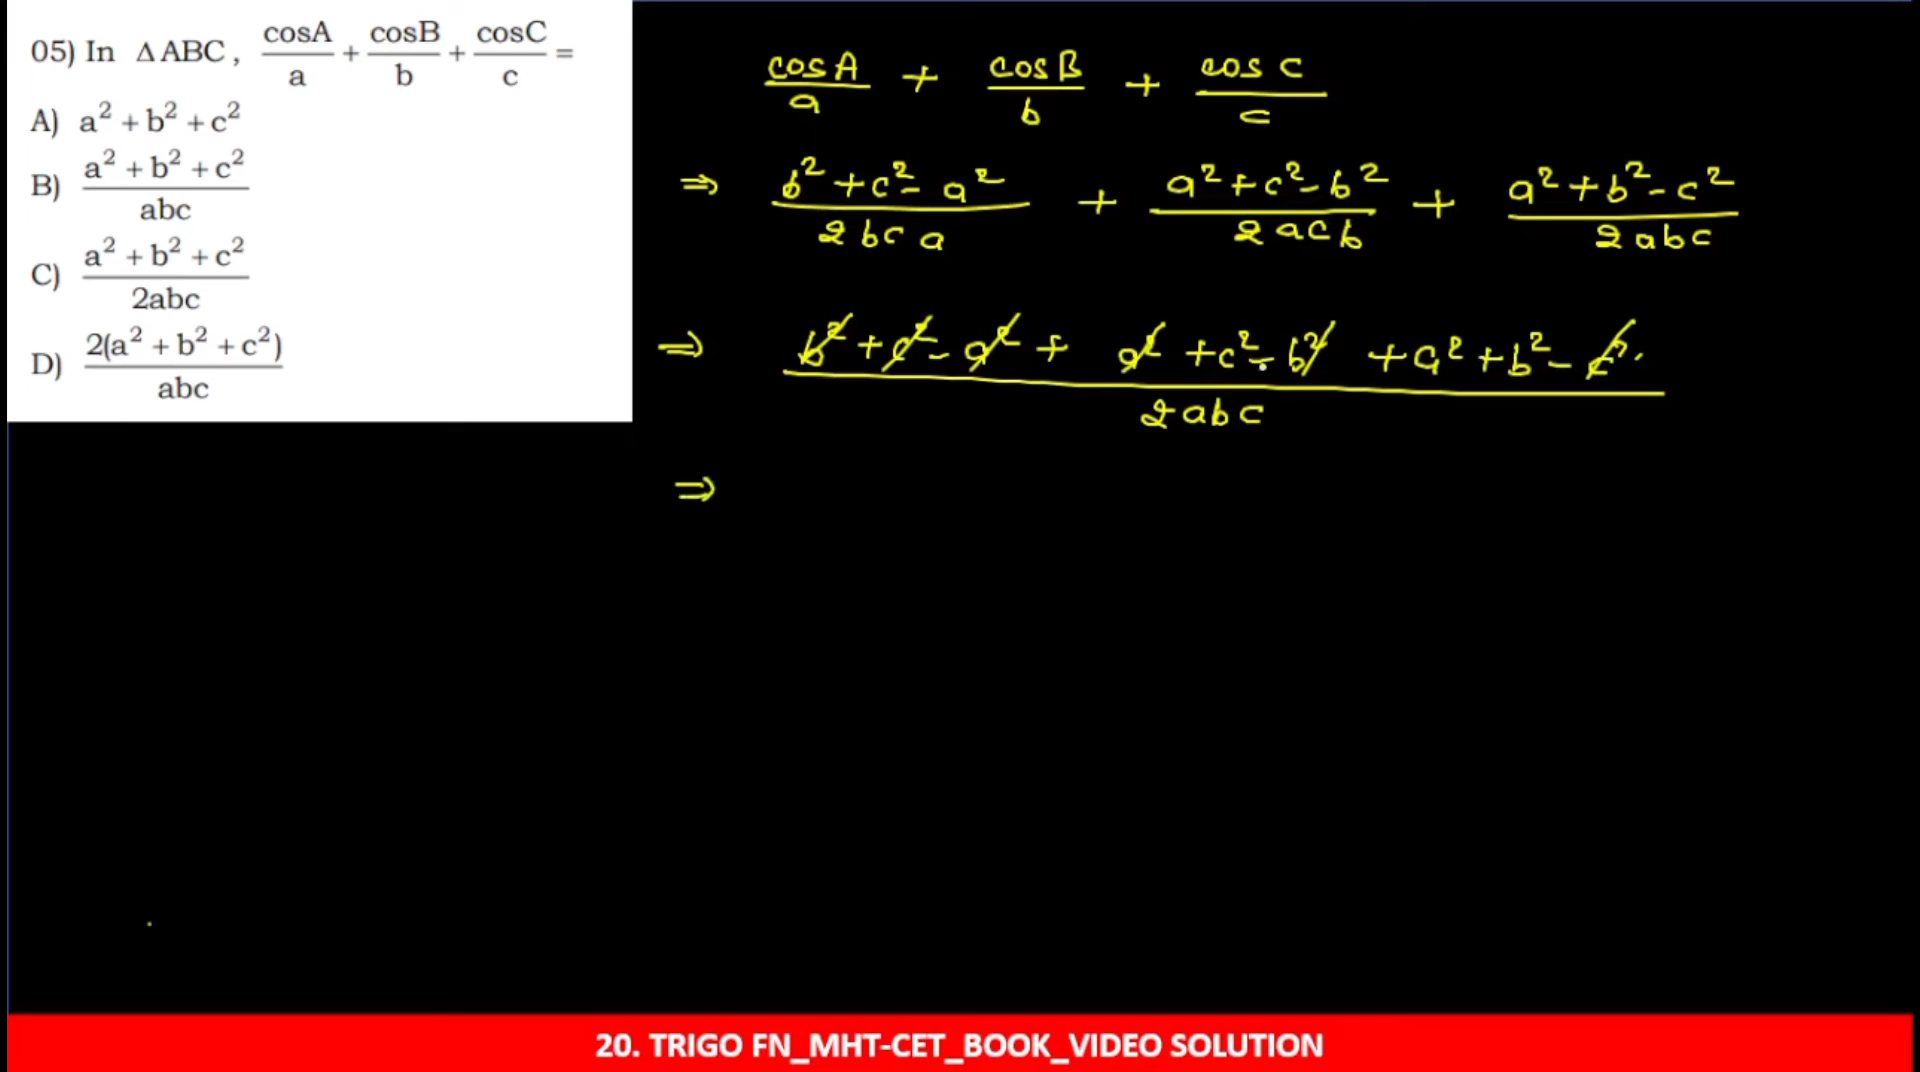 05) In ΔABC, cosA/a + cosB/b + cosC/c =
A) a² + b² + c²
B) (a² + b² + c²)/abc
C) (a² + b² + c²)/2abc
D) 2(a² + b² + c²)/abc
cosA/a + cosB/b + cosc/c
⇒ (b² + c² - a²)/2bca + (a² + c² - b²)/2acb + (a² + b² - c²)/2abc
⇒ (b² + c² - a² + a² + c² - b² + a² + b² - c²)/2abc
⇒
20. TRIGO FN_MHT-CET_BOOK_VIDEO SOLUTION